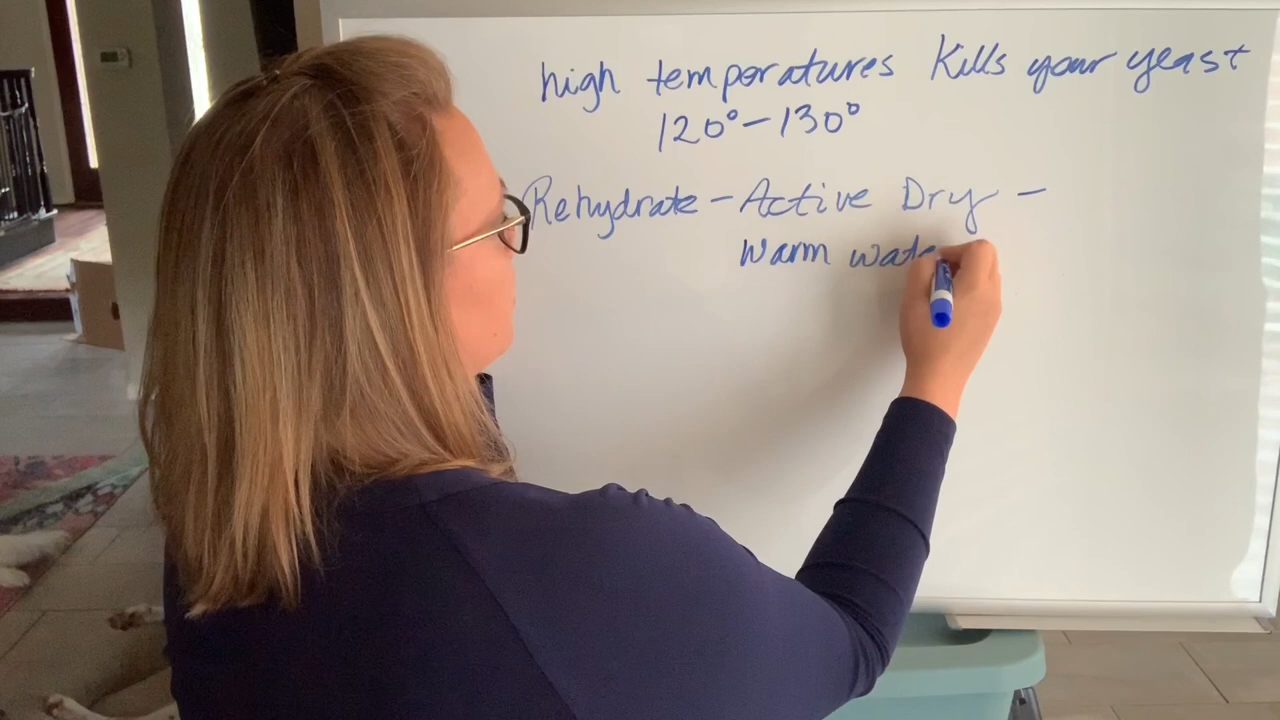 high temperatures Kills your yeast
120°-130°
Rehydrate - Active Dry -
Warm wate